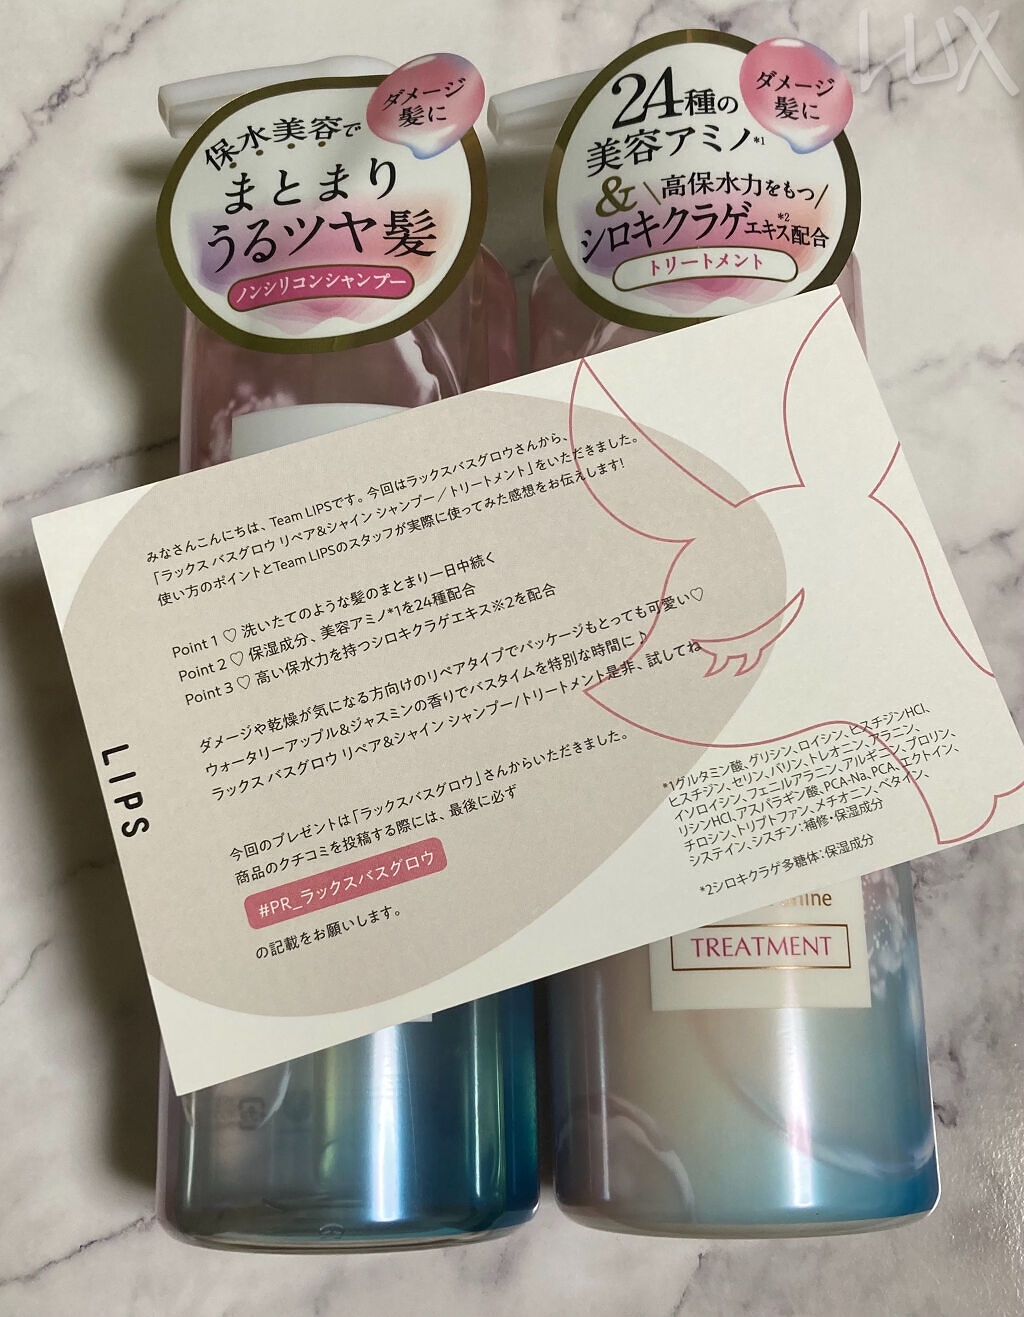 LUX
保水美容で
まとまり
うるツヤ髪
ノンシリコンシャンプー
ダメージ
髪に
24種の
美容アミノ*1
&
高保水力をもつ
シロキクラゲエキス*2配合
トリートメント
ダメージ
髪に
みなさんこんにちは、Team LIPSです。今回はラックスバスグロウさんから、
「ラックス バスグロウ リペア&シャイン シャンプー／トリートメント」をいただきました。
使い方のポイントとTeam LIPSのスタッフが実際に使ってみた感想をお伝えします!
Point 1 ♡ 洗いたてのような髪のまとまり一日中続く
Point 2 ♡ 保湿成分、美容アミノ*1を24種配合
Point 3 ♡ 高い保水力を持つシロキクラゲエキス※2を配合
ダメージや乾燥が気になる方向けのリペアタイプでパッケージもとっても可愛い♡
ウォータリーアップル&ジャスミンの香りでバスタイムを特別な時間に♪
ラックス バスグロウ リペア&シャイン シャンプー/トリートメント是非、試してね
今回のプレゼントは「ラックスバスグロウ」さんからいただきました。
商品のクチコミを投稿する際には、最後に必ず
#PR_ラックスバスグロウ
の記載をお願いします。
LIPS
*1グルタミン酸、グリシン、ロイシン、ヒスチジンHCl、
ヒスチジン、セリン、バリン、トレオニン、アラニン、
イソロイシン、フェニルアラニン、アルギニン、プロリン、
リシンHCl、アスパラギン酸、PCA-Na、PCA、エクトイン、
チロシン、トリプトファン、メチオニン、ベタイン、
システイン、シスチン：補修・保湿成分
*2シロキクラゲ多糖体：保湿成分
TREATMENT